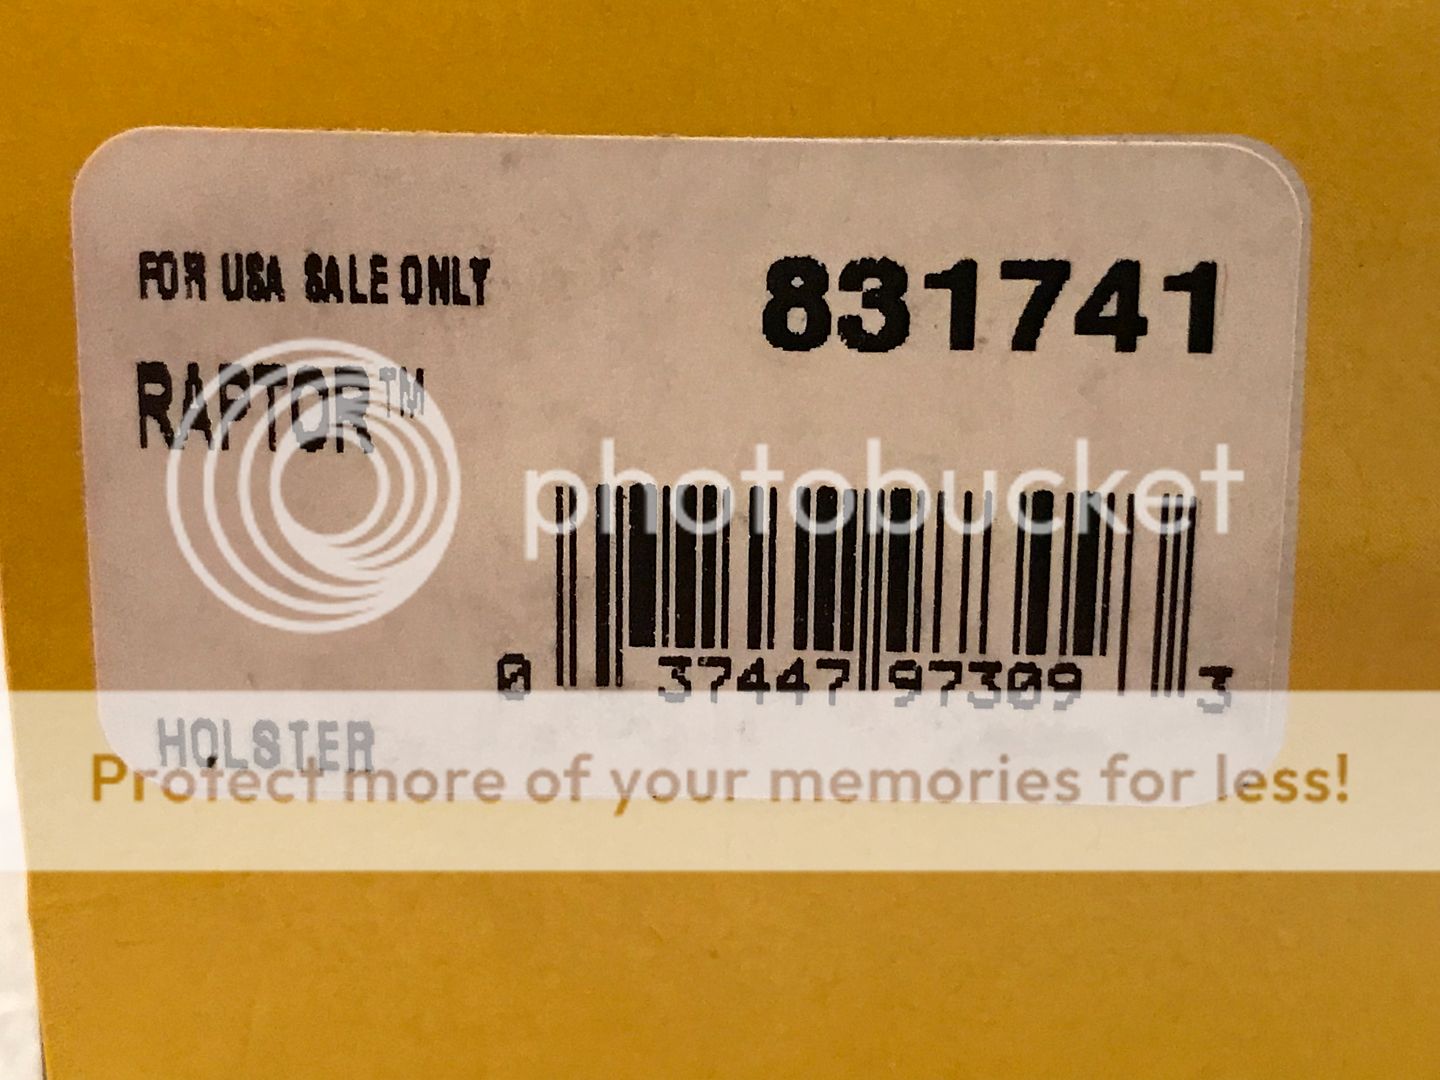 FOR USA SALE ONLY
831741
RAPTOR™
photobucket
0 37447 97309 3
HOLSTER
Protect more of your memories for less!